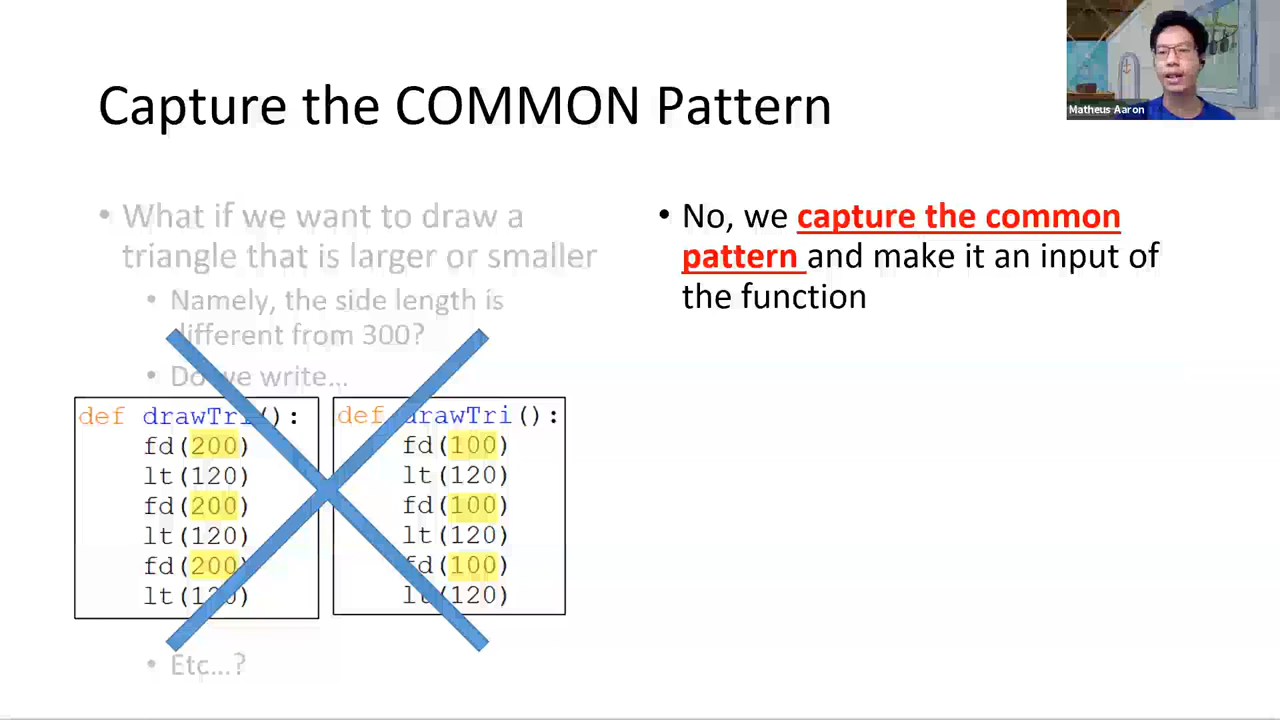 Matheus Aaron
Capture the COMMON Pattern
• What if we want to draw a
triangle that is larger or smaller
• Namely, the side length is
different from 300?
• Do we write...
def drawTri():
fd(200)
lt(120)
fd(200)
lt(120)
fd(200)
lt(120)
def drawTri():
fd(100)
lt(120)
fd(100)
lt(120)
fd(100)
lt(120)
• Etc...?
• No, we capture the common
pattern and make it an input of
the function